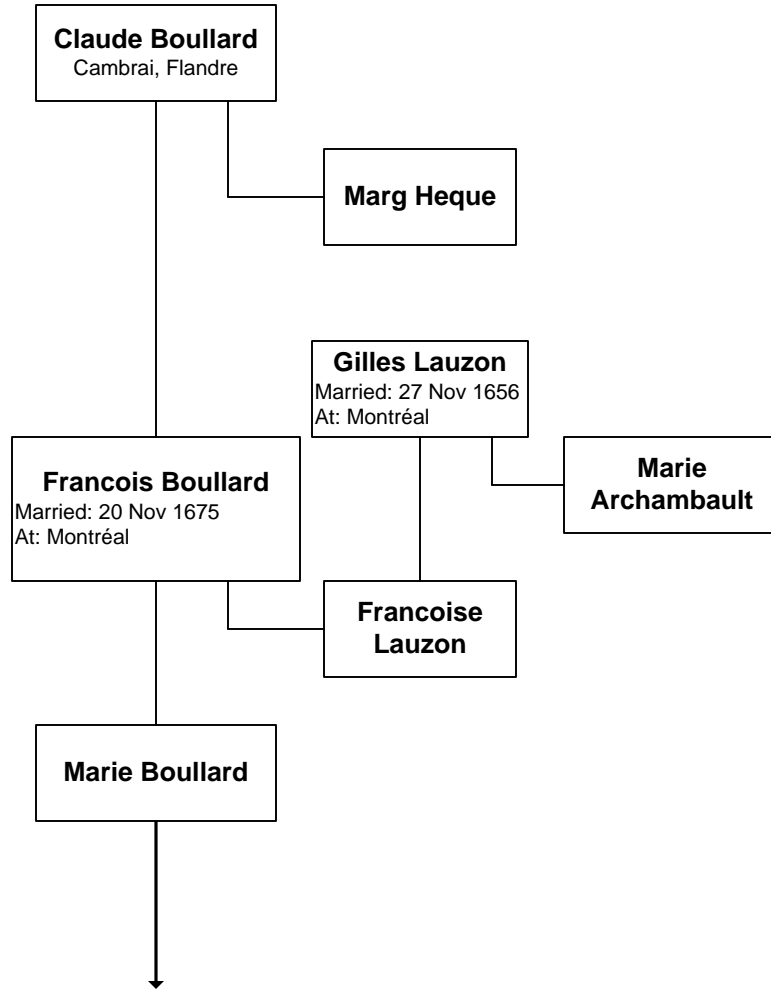 Claude Boullard
Cambrai, Flandre
Marg Heque
Gilles Lauzon
Married: 27 Nov 1656
At: Montréal
Marie
Archambault
Francois Boullard
Married: 20 Nov 1675
At: Montréal
Francoise
Lauzon
Marie Boullard